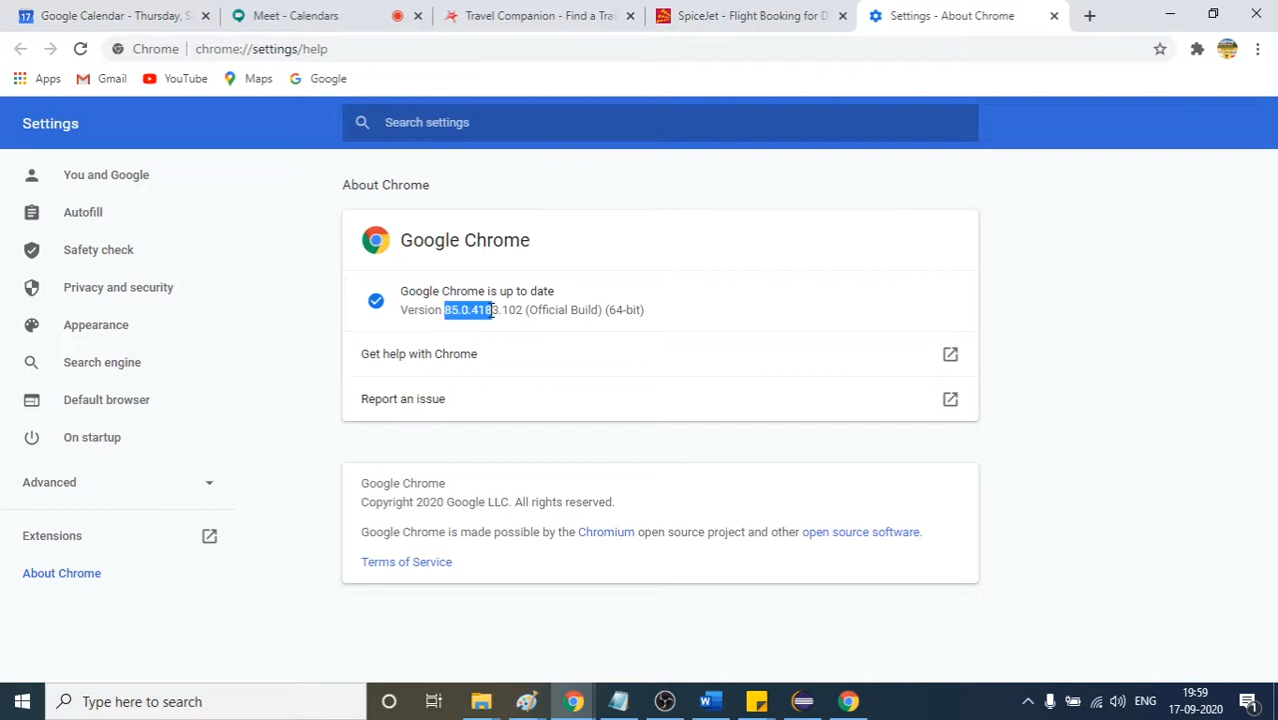 17 Google Calendar - Thursday, S
Meet - Calendars
Travel Companion - Find a Tra
SpiceJet - Flight Booking for D
Settings - About Chrome
Chrome
chrome://settings/help
Apps
Gmail
YouTube
Maps
Google
Settings
Search settings
You and Google
Autofill
Safety check
Privacy and security
Appearance
Search engine
Default browser
On startup
Advanced
Extensions
About Chrome
About Chrome
Google Chrome
Google Chrome is up to date
Version 85.0.4183.102 (Official Build) (64-bit)
Get help with Chrome
Report an issue
Google Chrome
Copyright 2020 Google LLC. All rights reserved.
Google Chrome is made possible by the Chromium open source project and other open source software.
Terms of Service
Type here to search
W
ENG
19:59
17-09-2020
1